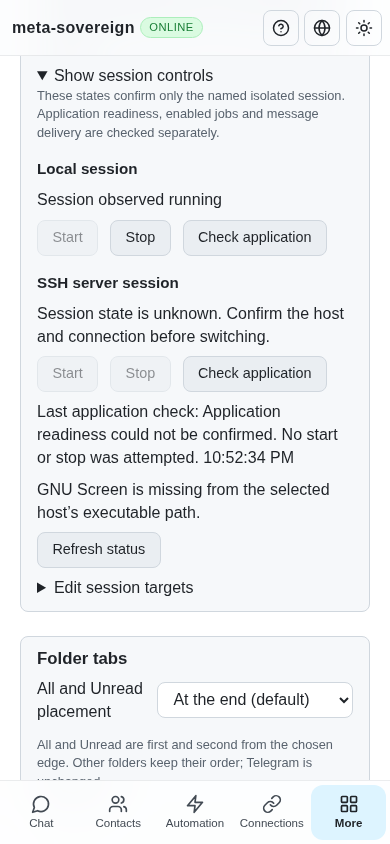 meta-sovereign ONLINE
Show session controls
These states confirm only the named isolated session.
Application readiness, enabled jobs and message
delivery are checked separately.
Local session
Session observed running
Start Stop Check application
SSH server session
Session state is unknown. Confirm the host
and connection before switching.
Start Stop Check application
Last application check: Application
readiness could not be confirmed. No start
or stop was attempted. 10:52:34 PM
GNU Screen is missing from the selected
host’s executable path.
Refresh status
Edit session targets
Folder tabs
All and Unread
placement
At the end (default)
All and Unread are first and second from the chosen
edge. Other folders keep their order; Telegram is
unchanged.
Chat Contacts Automation Connections More